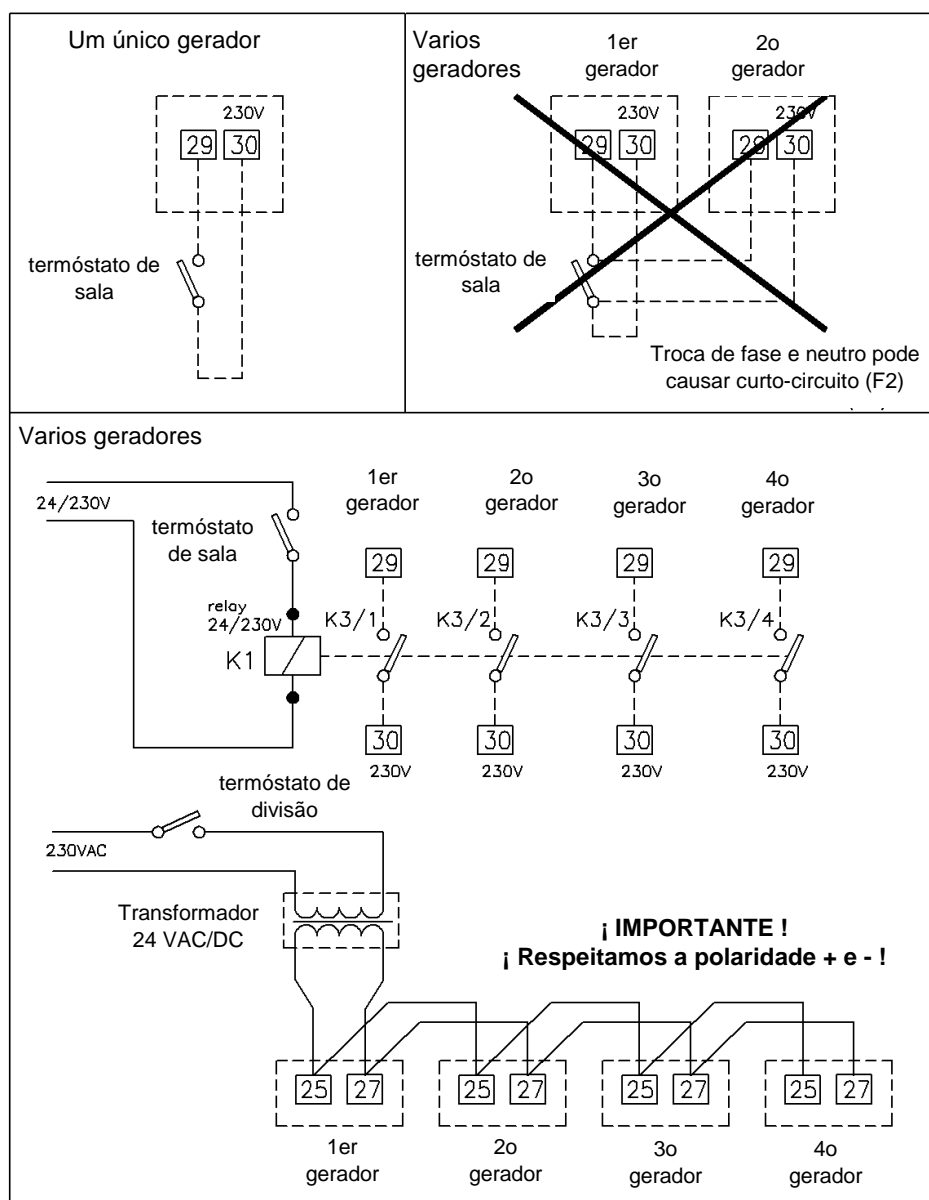 Um único gerador
230V
29 30
termóstato de
sala
Varios
geradores
1er
gerador
2o
gerador
230V
230V
29 30
29 30
termóstato de
sala
Troca de fase e neutro pode
causar curto-circuito (F2)
Varios geradores
24/230V
termóstato
de sala
relay
24/230V
K1
1er
gerador
2o
gerador
3o
gerador
4o
gerador
29 29 29 29
K3/1 K3/2 K3/3 K3/4
30 30 30 30
230V 230V 230V 230V
termóstato de
divisão
230VAC
Transformador
24 VAC/DC
¡ IMPORTANTE !
¡ Respeitamos a polaridade + e - !
25 27 25 27 25 27 25 27
1er
gerador
2o
gerador
3o
gerador
4o
gerador